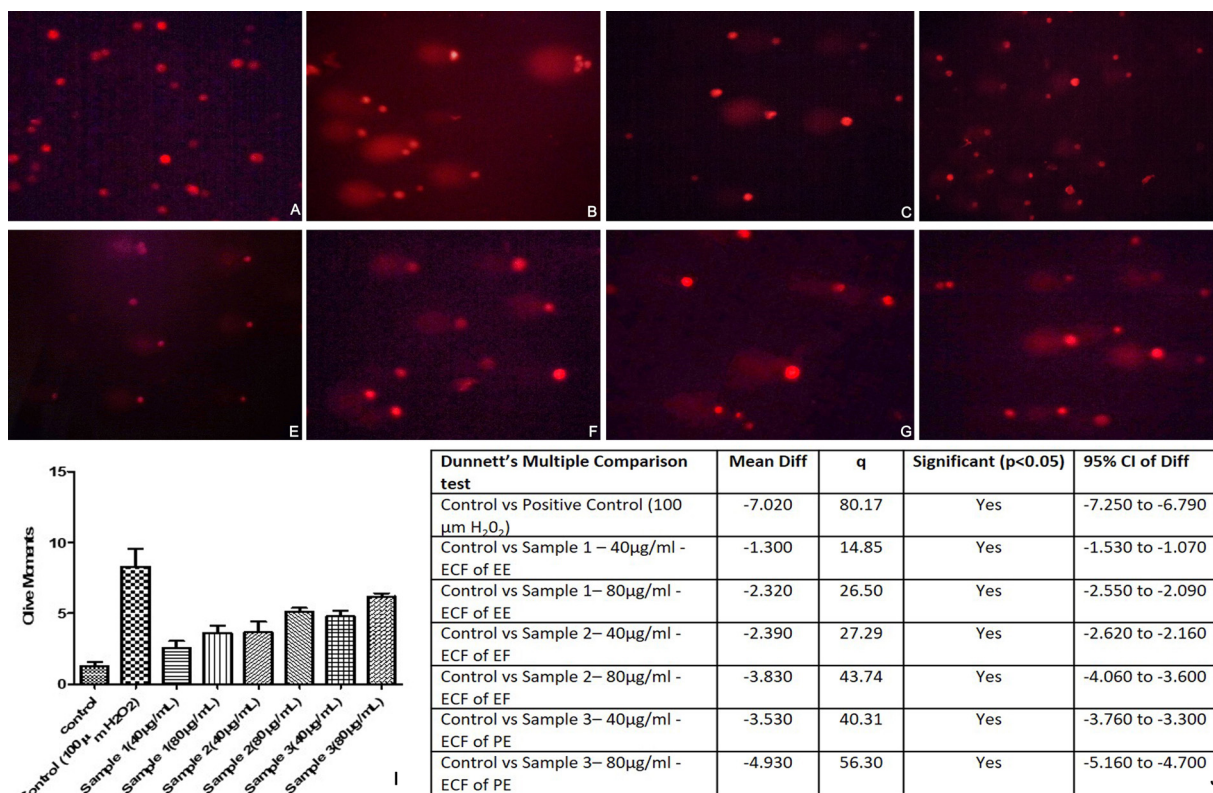 A
B
C
E
F
G
15
10
5
0
Olive Moments
control
Control (100µ mH2O2)
Sample 1(40µg/mL)
Sample 1(80µg/mL)
Sample 2(40µg/mL)
Sample 2(80µg/mL)
Sample 3(40µg/mL)
Sample 3(80µg/mL)
I
Dunnett's Multiple Comparison test Mean Diff q Significant (p<0.05) 95% CI of Diff
Control vs Positive Control (100 µm H₂0₂) -7.020 80.17 Yes -7.250 to -6.790
Control vs Sample 1 – 40µg/ml - ECF of EE -1.300 14.85 Yes -1.530 to -1.070
Control vs Sample 1– 80µg/ml - ECF of EE -2.320 26.50 Yes -2.550 to -2.090
Control vs Sample 2– 40µg/ml - ECF of EF -2.390 27.29 Yes -2.620 to -2.160
Control vs Sample 2– 80µg/ml - ECF of EF -3.830 43.74 Yes -4.060 to -3.600
Control vs Sample 3– 40µg/ml - ECF of PE -3.530 40.31 Yes -3.760 to -3.300
Control vs Sample 3– 80µg/ml - ECF of PE -4.930 56.30 Yes -5.160 to -4.700